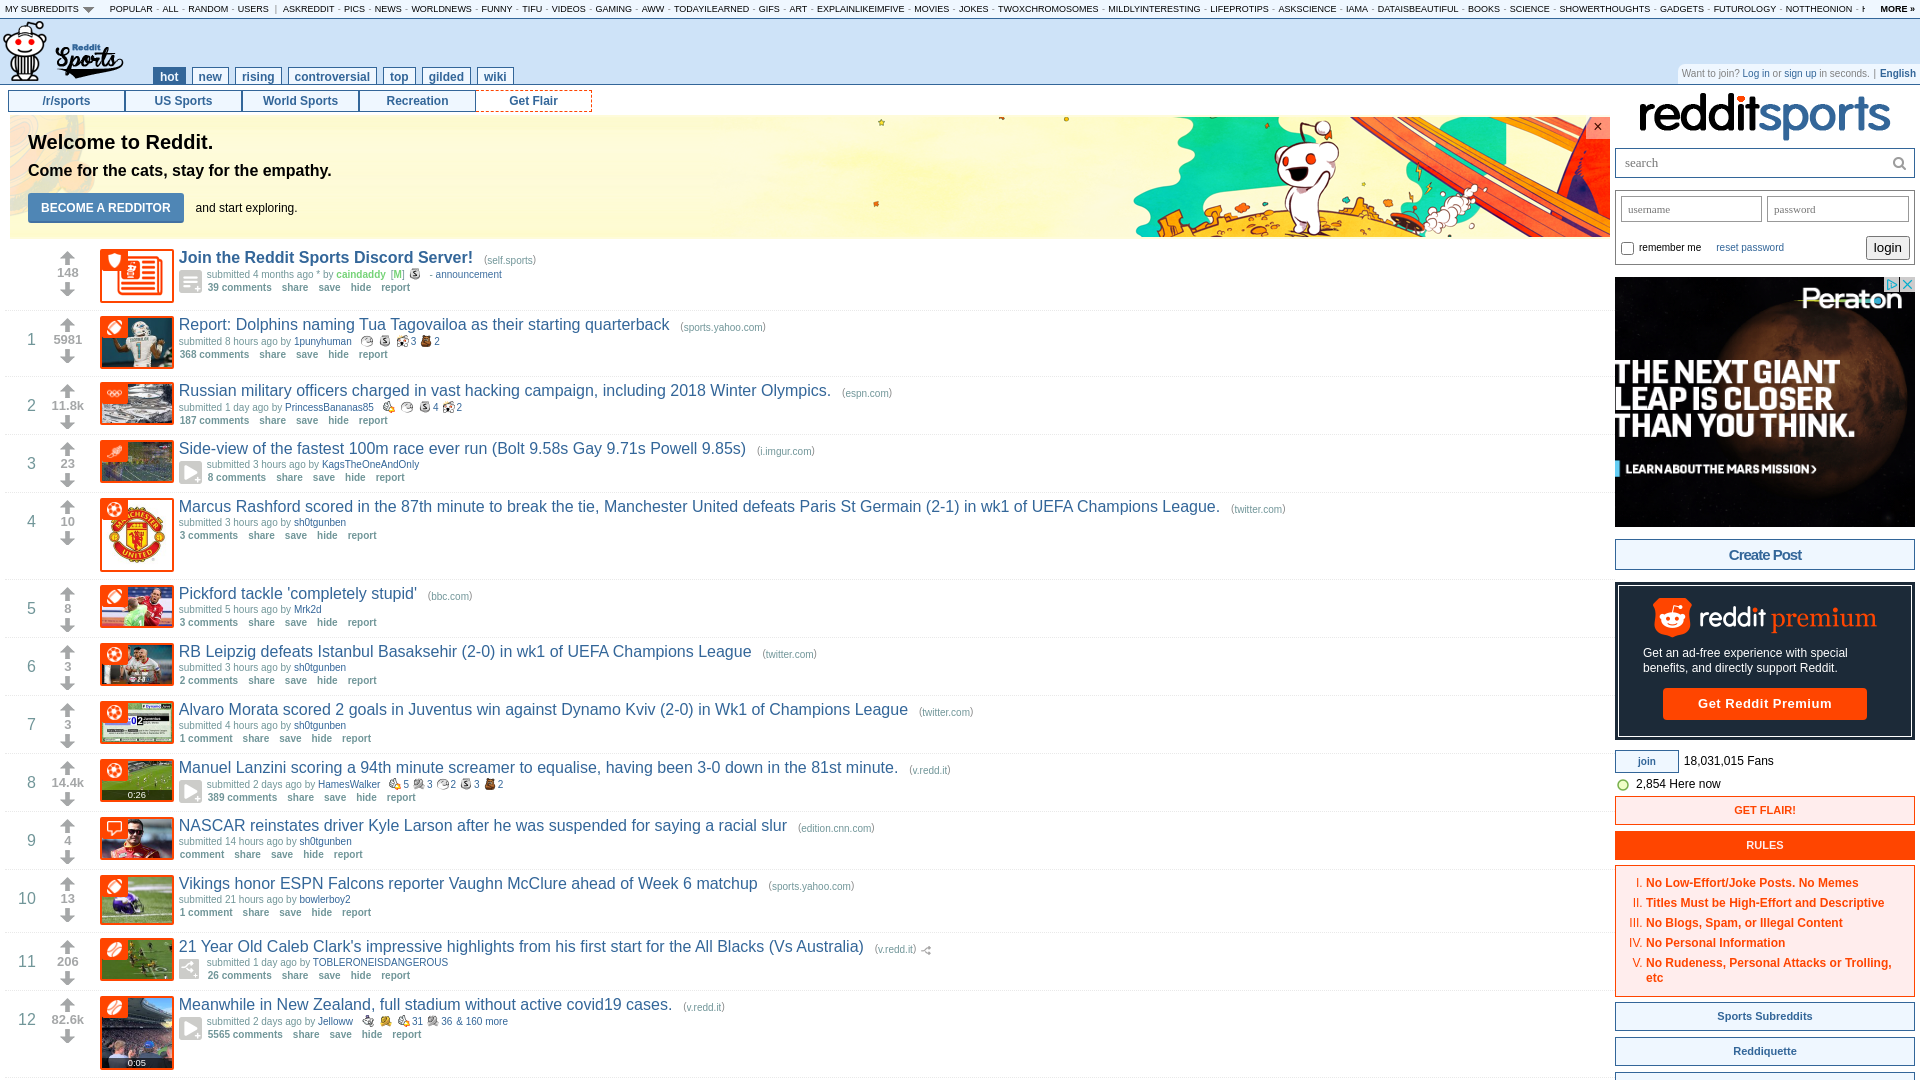 MY SUBREDDITS POPULAR - ALL - RANDOM - USERS | ASKREDDIT - PICS - NEWS - WORLDNEWS - FUNNY - TIFU - VIDEOS - GAMING - AWW - TODAYILEARNED - GIFS - ART - EXPLAINLIKEIMFIVE - MOVIES - JOKES - TWOXCHROMOSOMES - MILDLYINTERESTING - LIFEPROTIPS - ASKSCIENCE - IAMA - DATAISBEAUTIFUL - BOOKS - SCIENCE - SHOWERTHOUGHTS - GADGETS - FUTUROLOGY - NOTTHEONION - MORE »
Reddit
Sports
hot new rising controversial top gilded wiki
Want to join? Log in or sign up in seconds. | English
/r/sports US Sports World Sports Recreation Get Flair
redditsports
Welcome to Reddit.
Come for the cats, stay for the empathy.
BECOME A REDDITOR and start exploring.
×
search
username password
remember me reset password login
148
Join the Reddit Sports Discord Server! (self.sports)
submitted 4 months ago * by caindaddy [M] - announcement
39 comments share save hide report
1
5981
Report: Dolphins naming Tua Tagovailoa as their starting quarterback (sports.yahoo.com)
submitted 8 hours ago by 1punyhuman 3 2
368 comments share save hide report
2
11.8k
Russian military officers charged in vast hacking campaign, including 2018 Winter Olympics. (espn.com)
submitted 1 day ago by PrincessBananas85 4 2
187 comments share save hide report
3
23
Side-view of the fastest 100m race ever run (Bolt 9.58s Gay 9.71s Powell 9.85s) (i.imgur.com)
submitted 3 hours ago by KagsTheOneAndOnly
8 comments share save hide report
4
10
MANCHESTER
UNITED
Marcus Rashford scored in the 87th minute to break the tie, Manchester United defeats Paris St Germain (2-1) in wk1 of UEFA Champions League. (twitter.com)
submitted 3 hours ago by sh0tgunben
3 comments share save hide report
5
8
Pickford tackle 'completely stupid' (bbc.com)
submitted 5 hours ago by Mrk2d
3 comments share save hide report
6
3
RB Leipzig defeats Istanbul Basaksehir (2-0) in wk1 of UEFA Champions League (twitter.com)
submitted 3 hours ago by sh0tgunben
2 comments share save hide report
7
3
Alvaro Morata scored 2 goals in Juventus win against Dynamo Kviv (2-0) in Wk1 of Champions League (twitter.com)
submitted 4 hours ago by sh0tgunben
1 comment share save hide report
8
14.4k
0:26
Manuel Lanzini scoring a 94th minute screamer to equalise, having been 3-0 down in the 81st minute. (v.redd.it)
submitted 2 days ago by HamesWalker 5 3 2 3 2
389 comments share save hide report
9
4
NASCAR reinstates driver Kyle Larson after he was suspended for saying a racial slur (edition.cnn.com)
submitted 14 hours ago by sh0tgunben
comment share save hide report
10
13
Vikings honor ESPN Falcons reporter Vaughn McClure ahead of Week 6 matchup (sports.yahoo.com)
submitted 21 hours ago by bowlerboy2
1 comment share save hide report
11
206
21 Year Old Caleb Clark's impressive highlights from his first start for the All Blacks (Vs Australia) (v.redd.it)
submitted 1 day ago by TOBLERONEISDANGEROUS
26 comments share save hide report
12
82.6k
0:05
Meanwhile in New Zealand, full stadium without active covid19 cases. (v.redd.it)
submitted 2 days ago by Jelloww 31 36 & 160 more
5565 comments share save hide report
Peraton
THE NEXT GIANT
LEAP IS CLOSER
THAN YOU THINK.
LEARN ABOUT THE MARS MISSION >
Create Post
reddit premium
Get an ad-free experience with special
benefits, and directly support Reddit.
Get Reddit Premium
join 18,031,015 Fans
2,854 Here now
GET FLAIR!
RULES
I. No Low-Effort/Joke Posts. No Memes
II. Titles Must be High-Effort and Descriptive
III. No Blogs, Spam, or Illegal Content
IV. No Personal Information
V. No Rudeness, Personal Attacks or Trolling,
etc
Sports Subreddits
Reddiquette